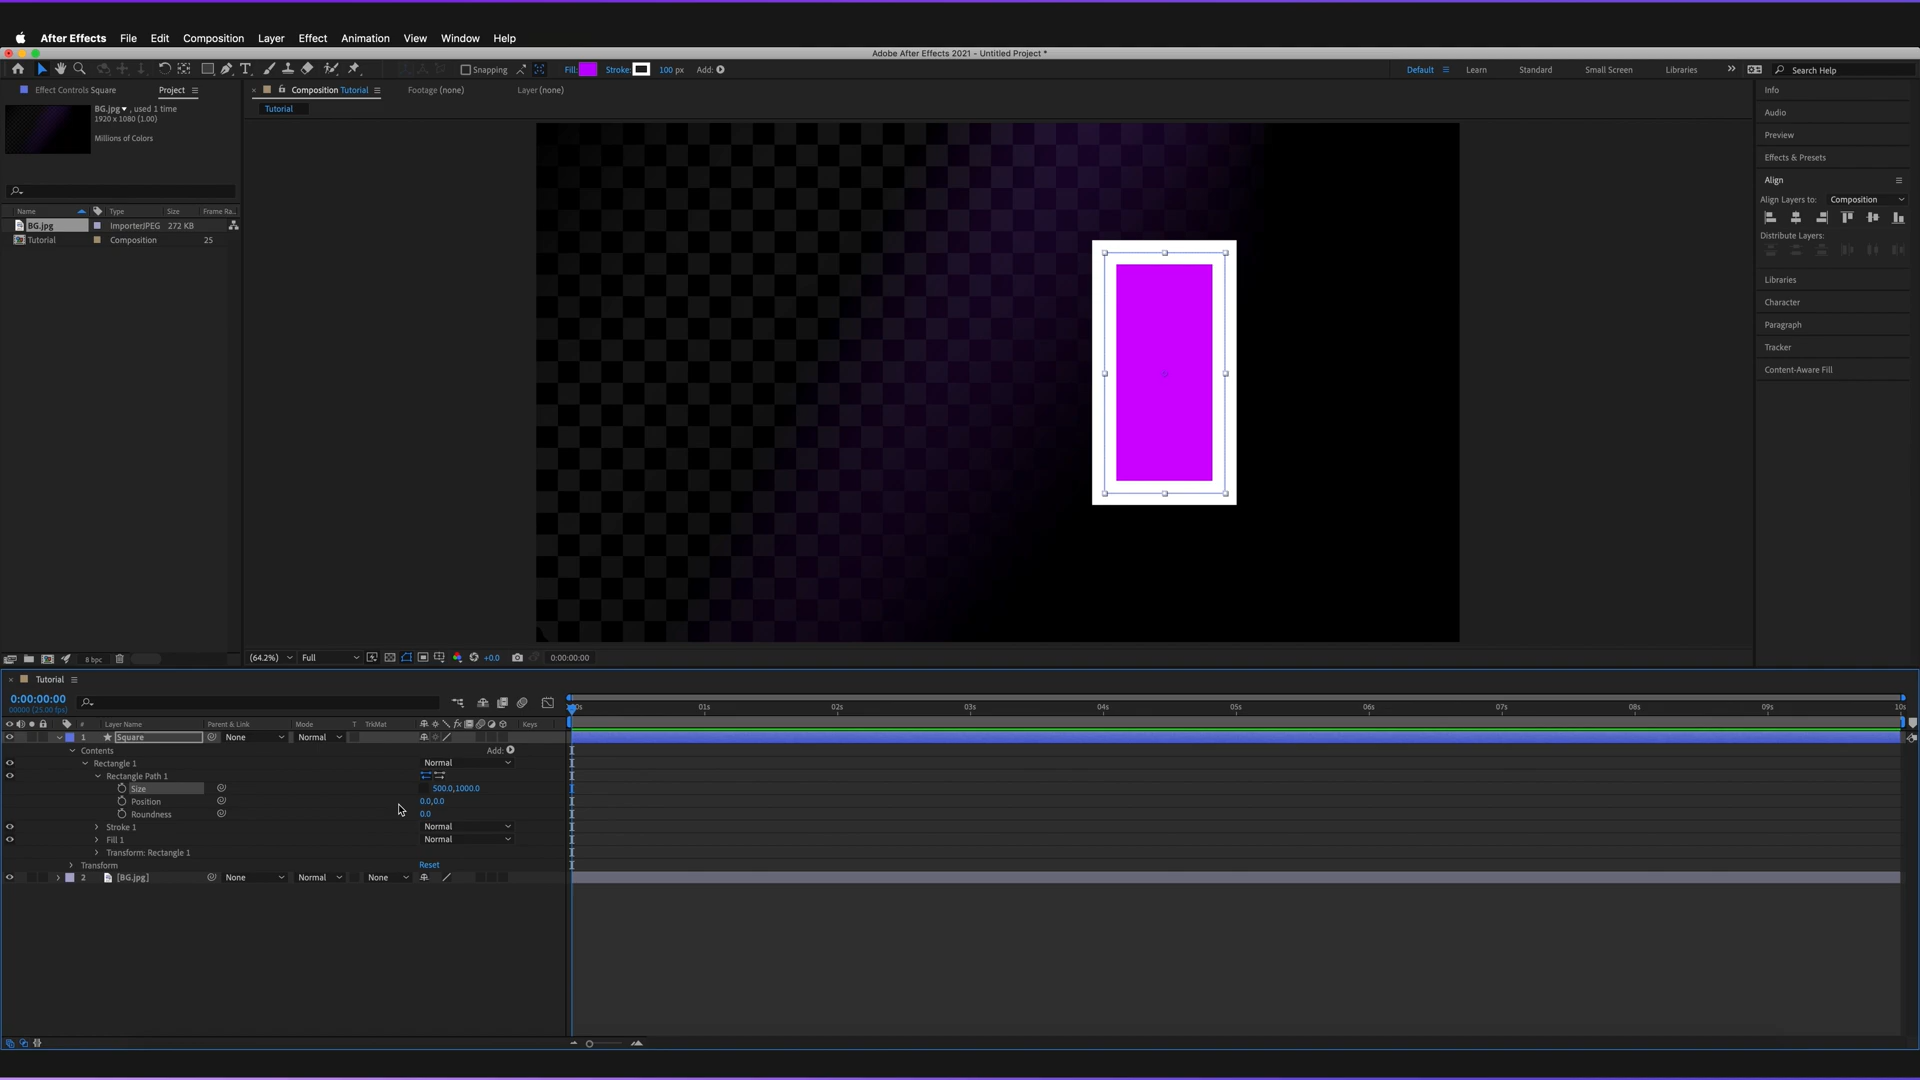 After Effects File Edit Composition Layer Effect Animation View Window Help
Adobe After Effects 2021 - Untitled Project *
Snapping Fill: Stroke: 100 px Add: Default Learn Standard Small Screen Libraries Search Help
Effect Controls Square Project Composition Tutorial Footage (none) Layer (none)
Tutorial
BG.jpg , used 1 time
1920 x 1080 (1.00)
Millions of Colors
Name Type Size Frame Ra...
BG.jpg ImporterJPEG 272 KB
Tutorial Composition 25
Info
Audio
Preview
Effects & Presets
Align
Align Layers to: Composition
Distribute Layers:
Libraries
Character
Paragraph
Tracker
Content-Aware Fill
8 bpc (64.2%) Full +0.0 0:00:00:00
Tutorial
0:00:00:00
00000 (25.00 fps)
:00s 01s 02s 03s 04s 05s 06s 07s 08s 09s 10s
# Layer Name Parent & Link Mode T TrkMat fx Keys
1 Square None Normal
Contents Add:
Rectangle 1 Normal
Rectangle Path 1
Size 500.0,1000.0
Position 0.0,0.0
Roundness 0.0
Stroke 1 Normal
Fill 1 Normal
Transform: Rectangle 1
Transform Reset
2 [BG.jpg] None Normal None